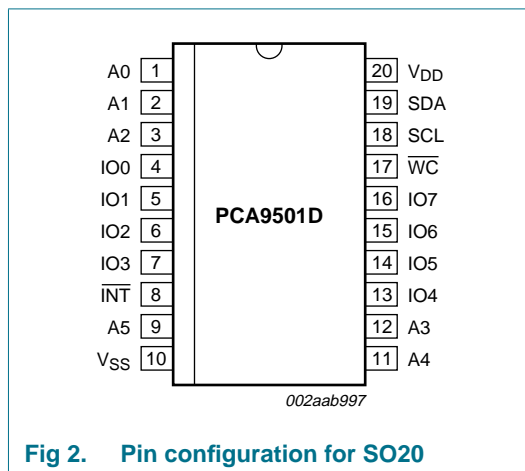 A0 1 20 VDD
A1 2 19 SDA
A2 3 18 SCL
IO0 4 17 W̅C̅
IO1 5 16 IO7
PCA9501D
IO2 6 15 IO6
IO3 7 14 IO5
I̅N̅T̅ 8 13 IO4
A5 9 12 A3
VSS 10 11 A4
002aab997
Fig 2. Pin configuration for SO20